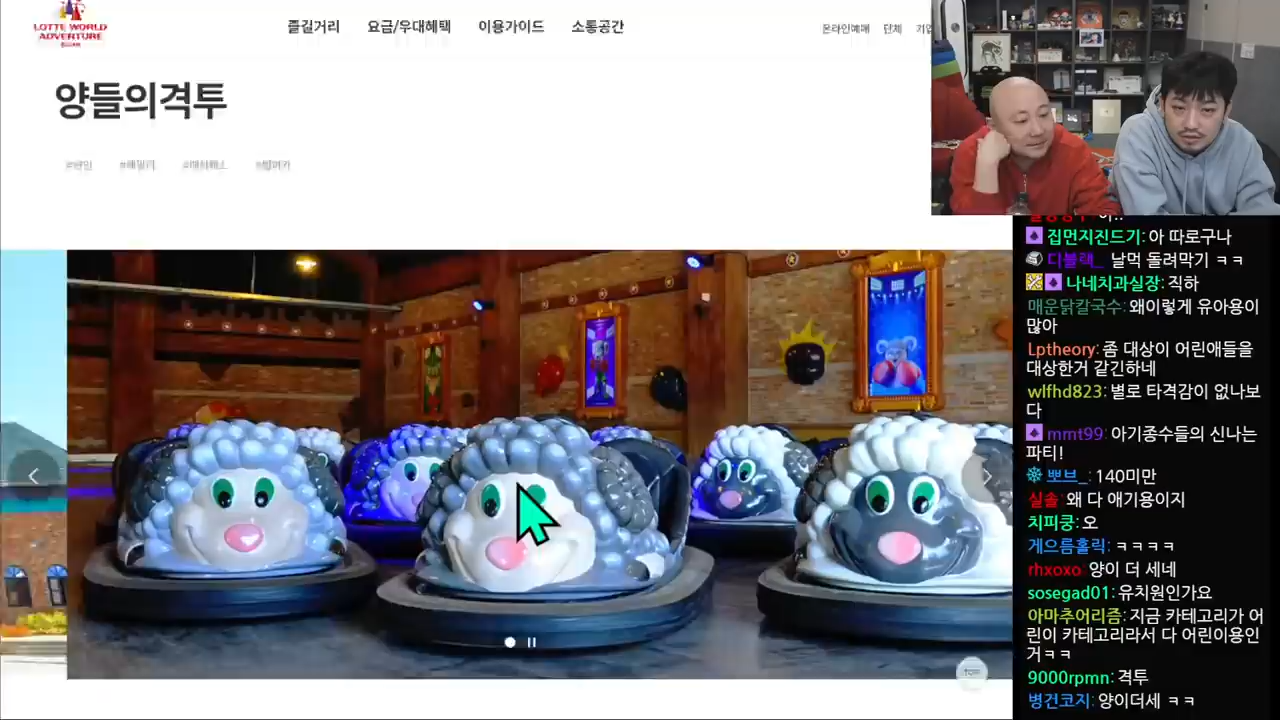 LOTTE WORLD
ADVENTURE
즐길거리 요금/우대혜택 이용가이드 소통공간
온라인예매 단체
양들의격투
집먼지진드기: 아 따로구나
디블랙_ 날먹 돌려막기 ㅋㅋ
나네치과실장: 직하
매운닭칼국수: 왜이렇게 유아용이
많아
Lptheory: 좀 대상이 어린애들을
대상한거 같긴하네
wlfhd823: 별로 타격감이 없나보
다
mmt99: 아기종수들의 신나는
파티!
뽀브_: 140미만
실솔: 왜 다 애기용이지
치피쿵: 오
게으름홀릭: ㅋㅋㅋㅋ
rhxoxo: 양이 더 세네
sosegad01: 유치원인가요
아마추어리즘: 지금 카테고리가 어
린이 카테고리라서 다 어린이용인
거ㅋㅋ
9000rpmn: 격투
병건코지: 양이더세 ㅋㅋ